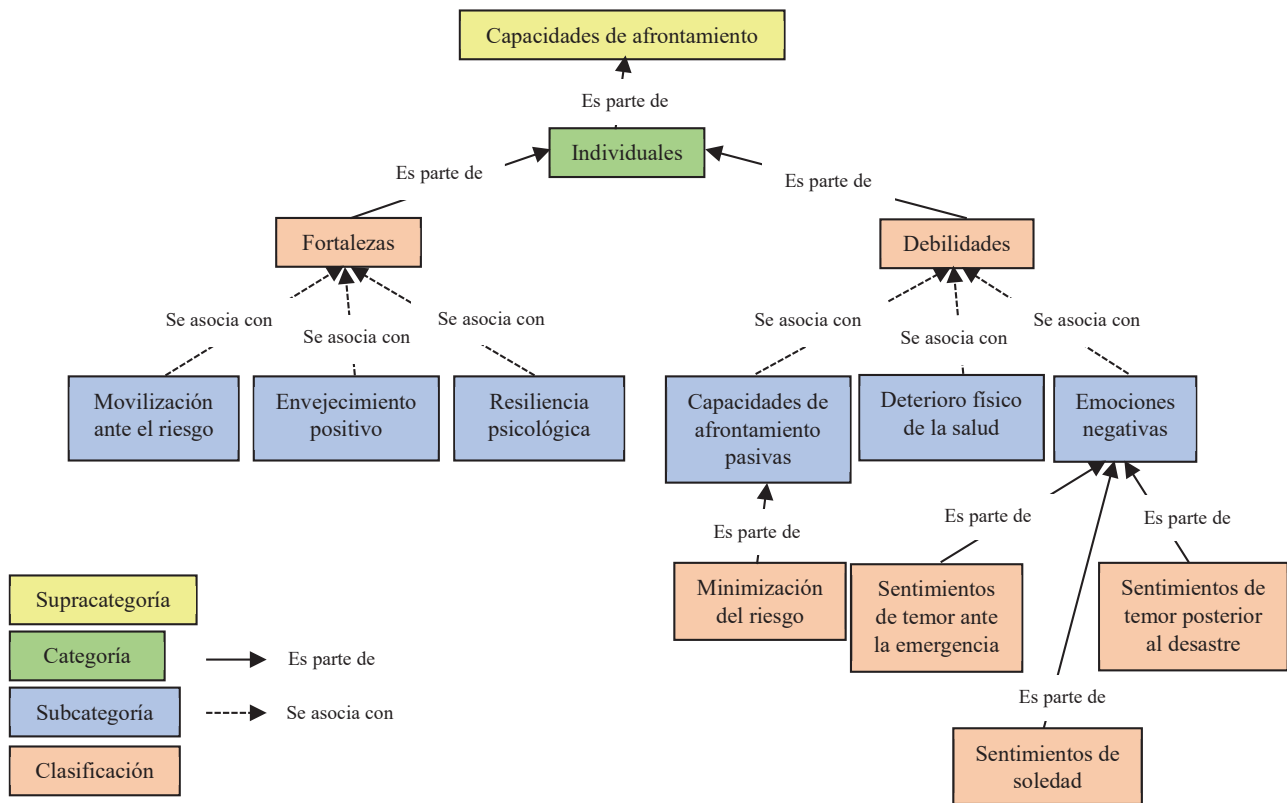 Capacidades de afrontamiento
Es parte de
Individuales
Es parte de
Es parte de
Fortalezas
Debilidades
Se asocia con
Se asocia con
Se asocia con
Se asocia con
Se asocia con
Se asocia con
Movilización
ante el riesgo
Envejecimiento
positivo
Resiliencia
psicológica
Capacidades de
afrontamiento
pasivas
Deterioro físico
de la salud
Emociones
negativas
Es parte de
Es parte de
Es parte de
Minimización
del riesgo
Sentimientos
de temor ante
la emergencia
Sentimientos de
temor posterior
al desastre
Es parte de
Sentimientos de
soledad
Supracategoría
Categoría
Es parte de
Subcategoría
Se asocia con
Clasificación